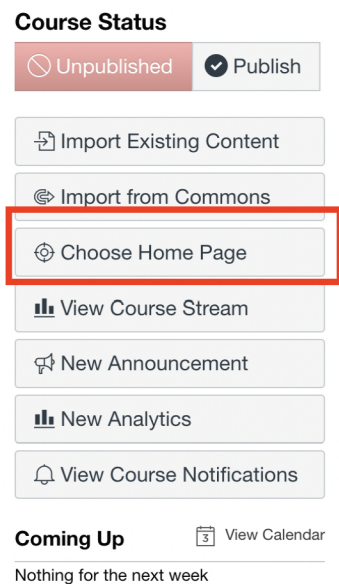 Course Status
Unpublished Publish
Import Existing Content
Import from Commons
Choose Home Page
View Course Stream
New Announcement
New Analytics
View Course Notifications
Coming Up 3 View Calendar
Nothing for the next week